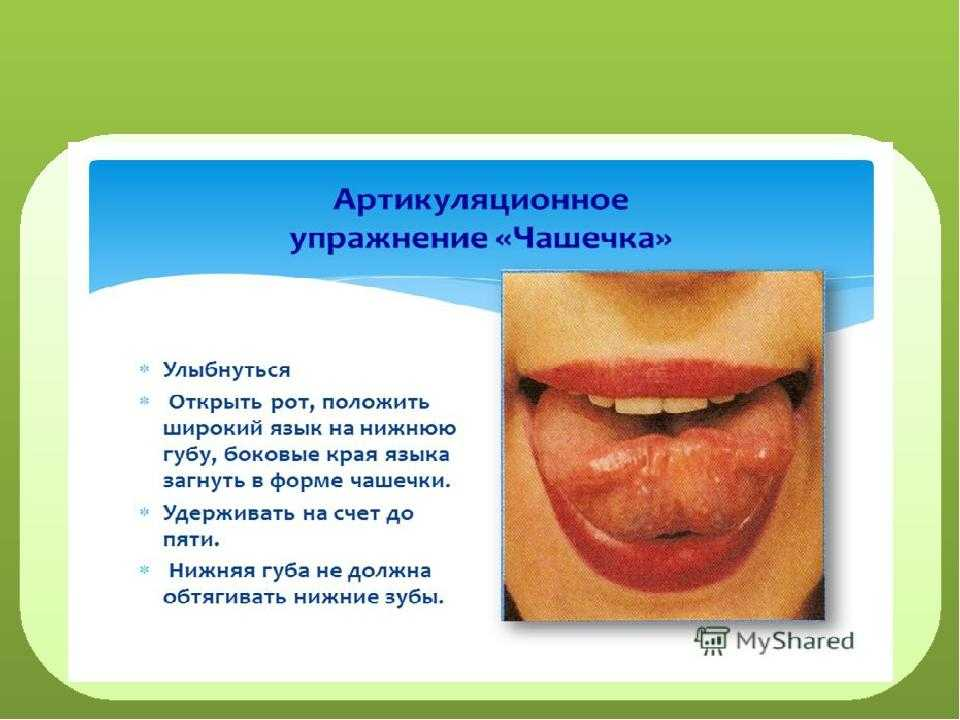 Артикуляционное
упражнение «Чашечка»
Улыбнуться
Открыть рот, положить
широкий язык на нижнюю
губу, боковые края языка
загнуть в форме чашечки.
Удерживать на счет до
пяти.
Нижняя губа не должна
обтягивать нижние зубы.
MyShared